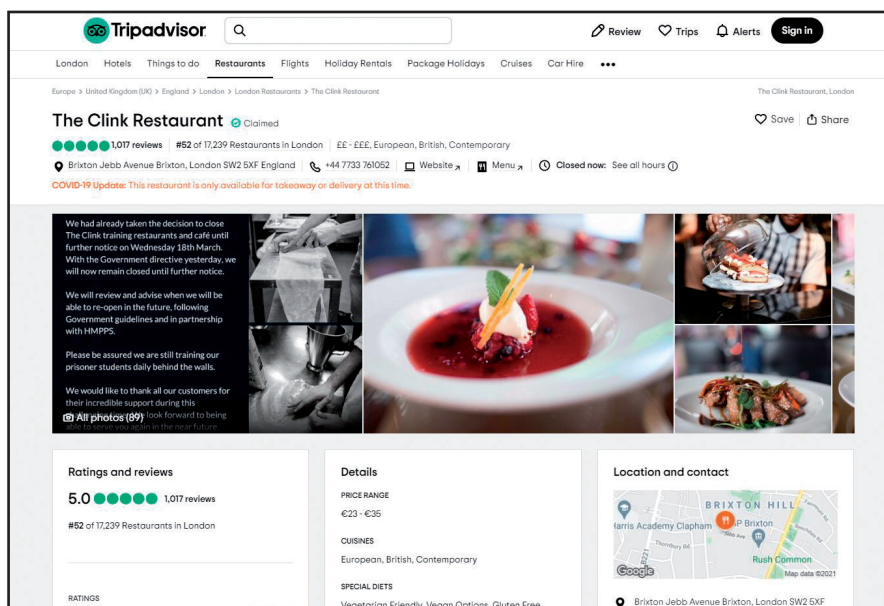 Tripadvisor
Review Trips Alerts Sign in
London Hotels Things to do Restaurants Flights Holiday Rentals Package Holidays Cruises Car Hire
Europe > United Kingdom (UK) > England > London > London Restaurants > The Clink Restaurant
The Clink Restaurant, London
The Clink Restaurant Claimed
Save Share
1,017 reviews #52 of 17,239 Restaurants in London ££ - £££, European, British, Contemporary
Brixton Jebb Avenue Brixton, London SW2 5XF England +44 7733 761052 Website Menu Closed now: See all hours
COVID-19 Update: This restaurant is only available for takeaway or delivery at this time.
We had already taken the decision to close
The Clink training restaurants and café until
further notice on Wednesday 18th March.
With the Government directive yesterday, we
will now remain closed until further notice.
We will review and advise when we will be
able to re-open in the future, following
Government guidelines and in partnership
with HMPPS.
Please be assured we are still training our
prisoner students daily behind the walls.
We would like to thank all our customers for
their incredible support during this
look forward to being
All photos (89)
able to serve you again in the near future
Ratings and reviews
5.0 1,017 reviews
#52 of 17,239 Restaurants in London
RATINGS
Details
PRICE RANGE
€23 - €35
CUISINES
European, British, Contemporary
SPECIAL DIETS
Vegetarian Friendly, Vegan Options, Gluten Free
Location and contact
BRIXTON HILL
Harris Academy Clapham
P Brixton
Thornbury Rd
Rush Common
Google
Map data ©2021
Brixton Jebb Avenue Brixton, London SW2 5XF